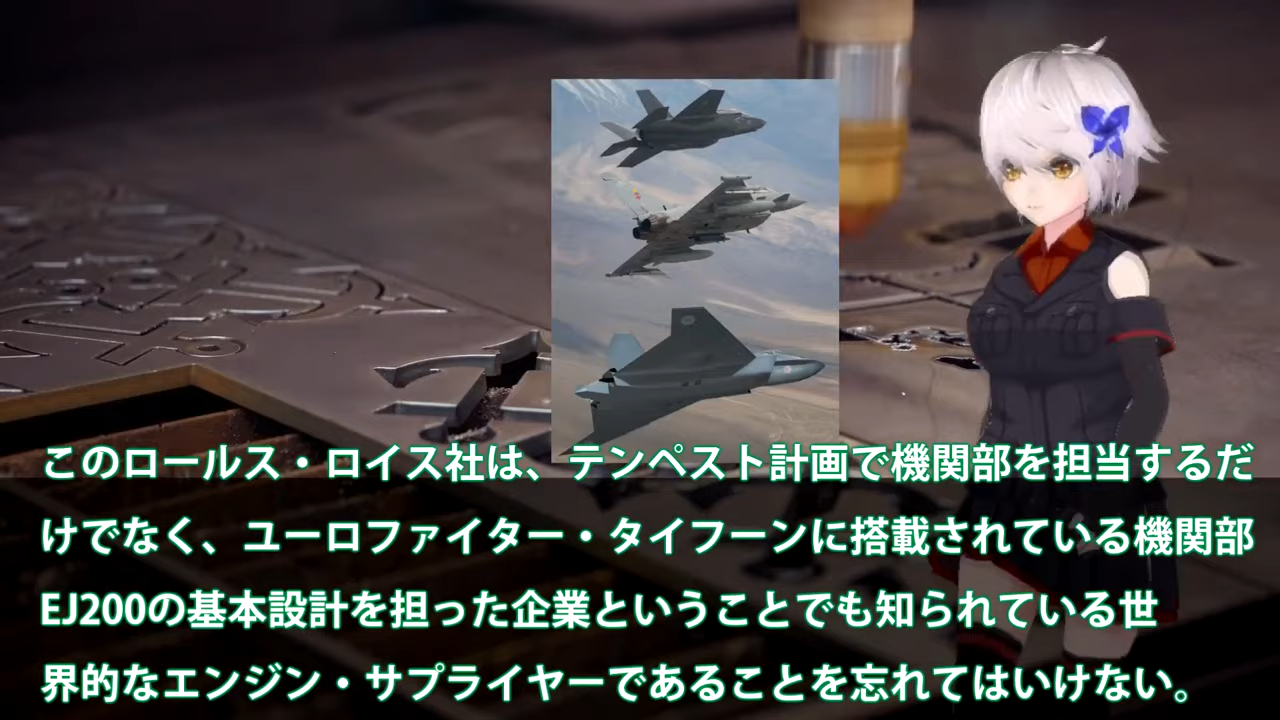 このロールス・ロイス社は、テンペスト計画で機関部を担当するだ
けでなく、ユーロファイター・タイフーンに搭載されている機関部
EJ200の基本設計を担った企業ということでも知られている世
界的なエンジン・サプライヤーであることを忘れてはいけない。